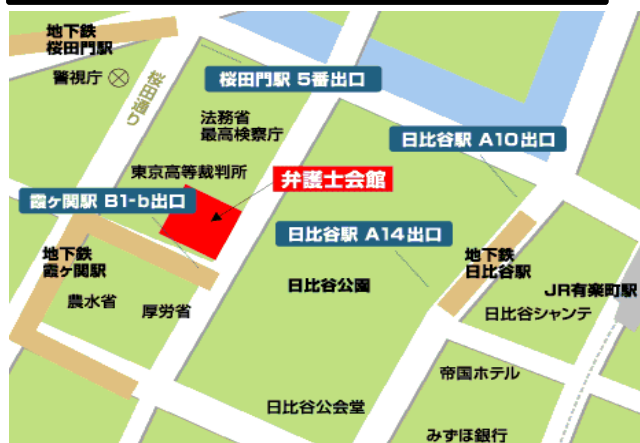 地下鉄
桜田門駅
警視庁
桜田通り
桜田門駅 5番出口
法務省
最高検察庁
日比谷駅 A10出口
東京高等裁判所
弁護士会館
霞ヶ関駅 B1-b出口
日比谷駅 A14出口
地下鉄
霞ヶ関駅
地下鉄
日比谷駅
日比谷公園
JR有楽町駅
農水省
厚労省
日比谷シャンテ
帝国ホテル
日比谷公会堂
みずほ銀行